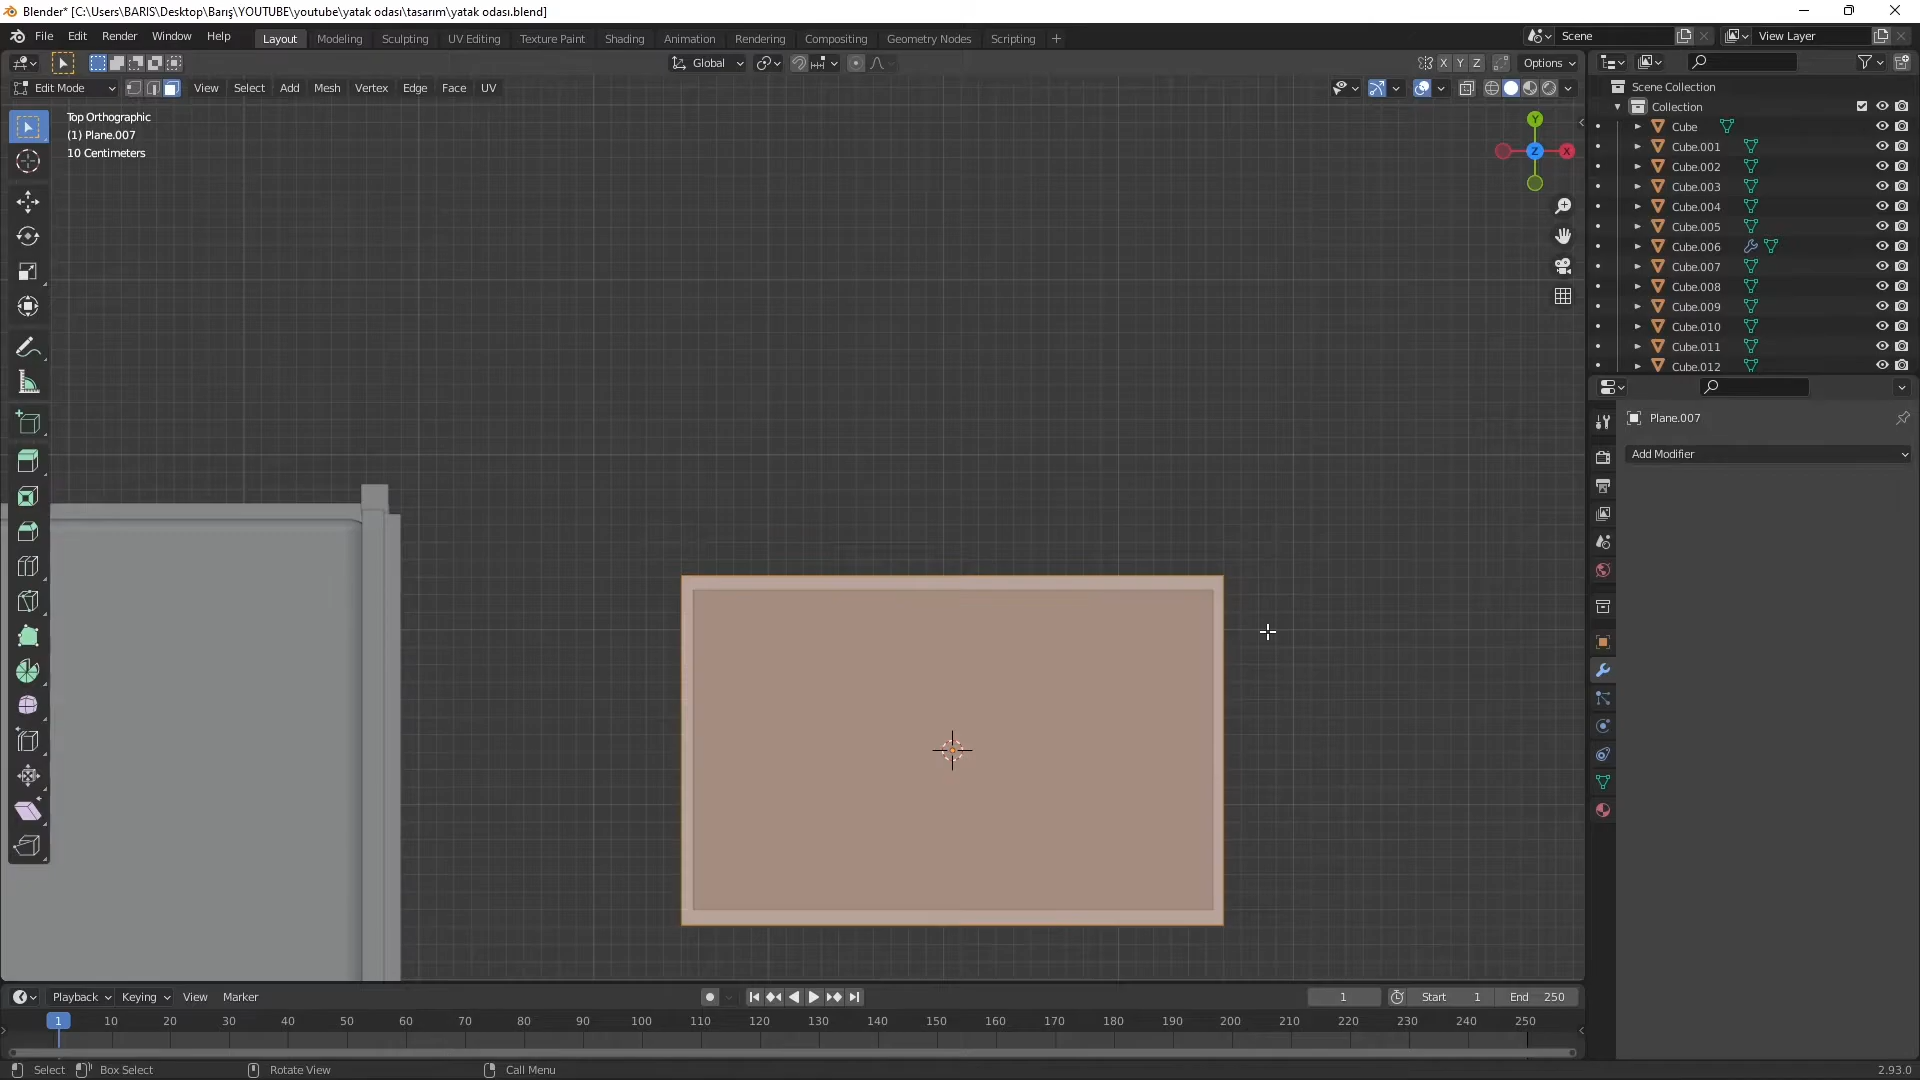 Blender* [C:\Users\BARIS\Desktop\Barış\YOUTUBE\youtube\yatak odası\tasarım\yatak odası.blend]
File Edit Render Window Help
Layout Modeling Sculpting UV Editing Texture Paint Shading Animation Rendering Compositing Geometry Nodes Scripting +
Scene
View Layer
Global
X Y Z
Options
Edit Mode
View Select Add Mesh Vertex Edge Face UV
Top Orthographic
(1) Plane.007
10 Centimeters
Y
Z
X
Scene Collection
Collection
Cube
Cube.001
Cube.002
Cube.003
Cube.004
Cube.005
Cube.006
Cube.007
Cube.008
Cube.009
Cube.010
Cube.011
Cube.012
Plane.007
Add Modifier
Playback Keying View Marker
1
Start 1
End 250
1 10 20 30 40 50 60 70 80 90 100 110 120 130 140 150 160 170 180 190 200 210 220 230 240 250
Select Box Select Rotate View Call Menu
2.93.0